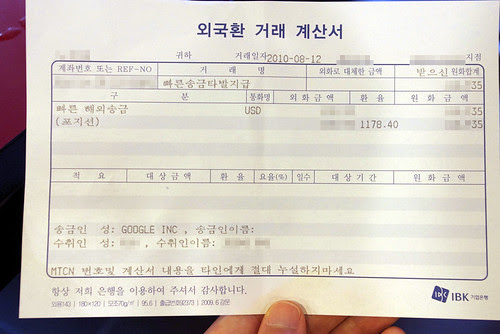 외국환 거래 계산서
귀하 거래일자 2010-08-12 지점
계좌번호 또는 REF-NO 거 래 명 외화로 대체한 금액 받으신 원화합계
빠른송금타발지급 35
구 분 통화명 외 화 금 액 환 율 원 화 금 액
빠른 해외송금 USD 35
(포지션) 1178.40
적 요 대 상 금 액 환 율 요율(%) 일수 대 상 기 간 원 화 금 액
송금인 성: GOOGLE INC , 송금인이름:
수취인 성: , 수취인이름:
MTCN 번호및 계산서 내용을 타인에게 절대 누설하지마세요
항상 저희 은행을 이용하여 주셔서 감사합니다.
IBK 기업은행